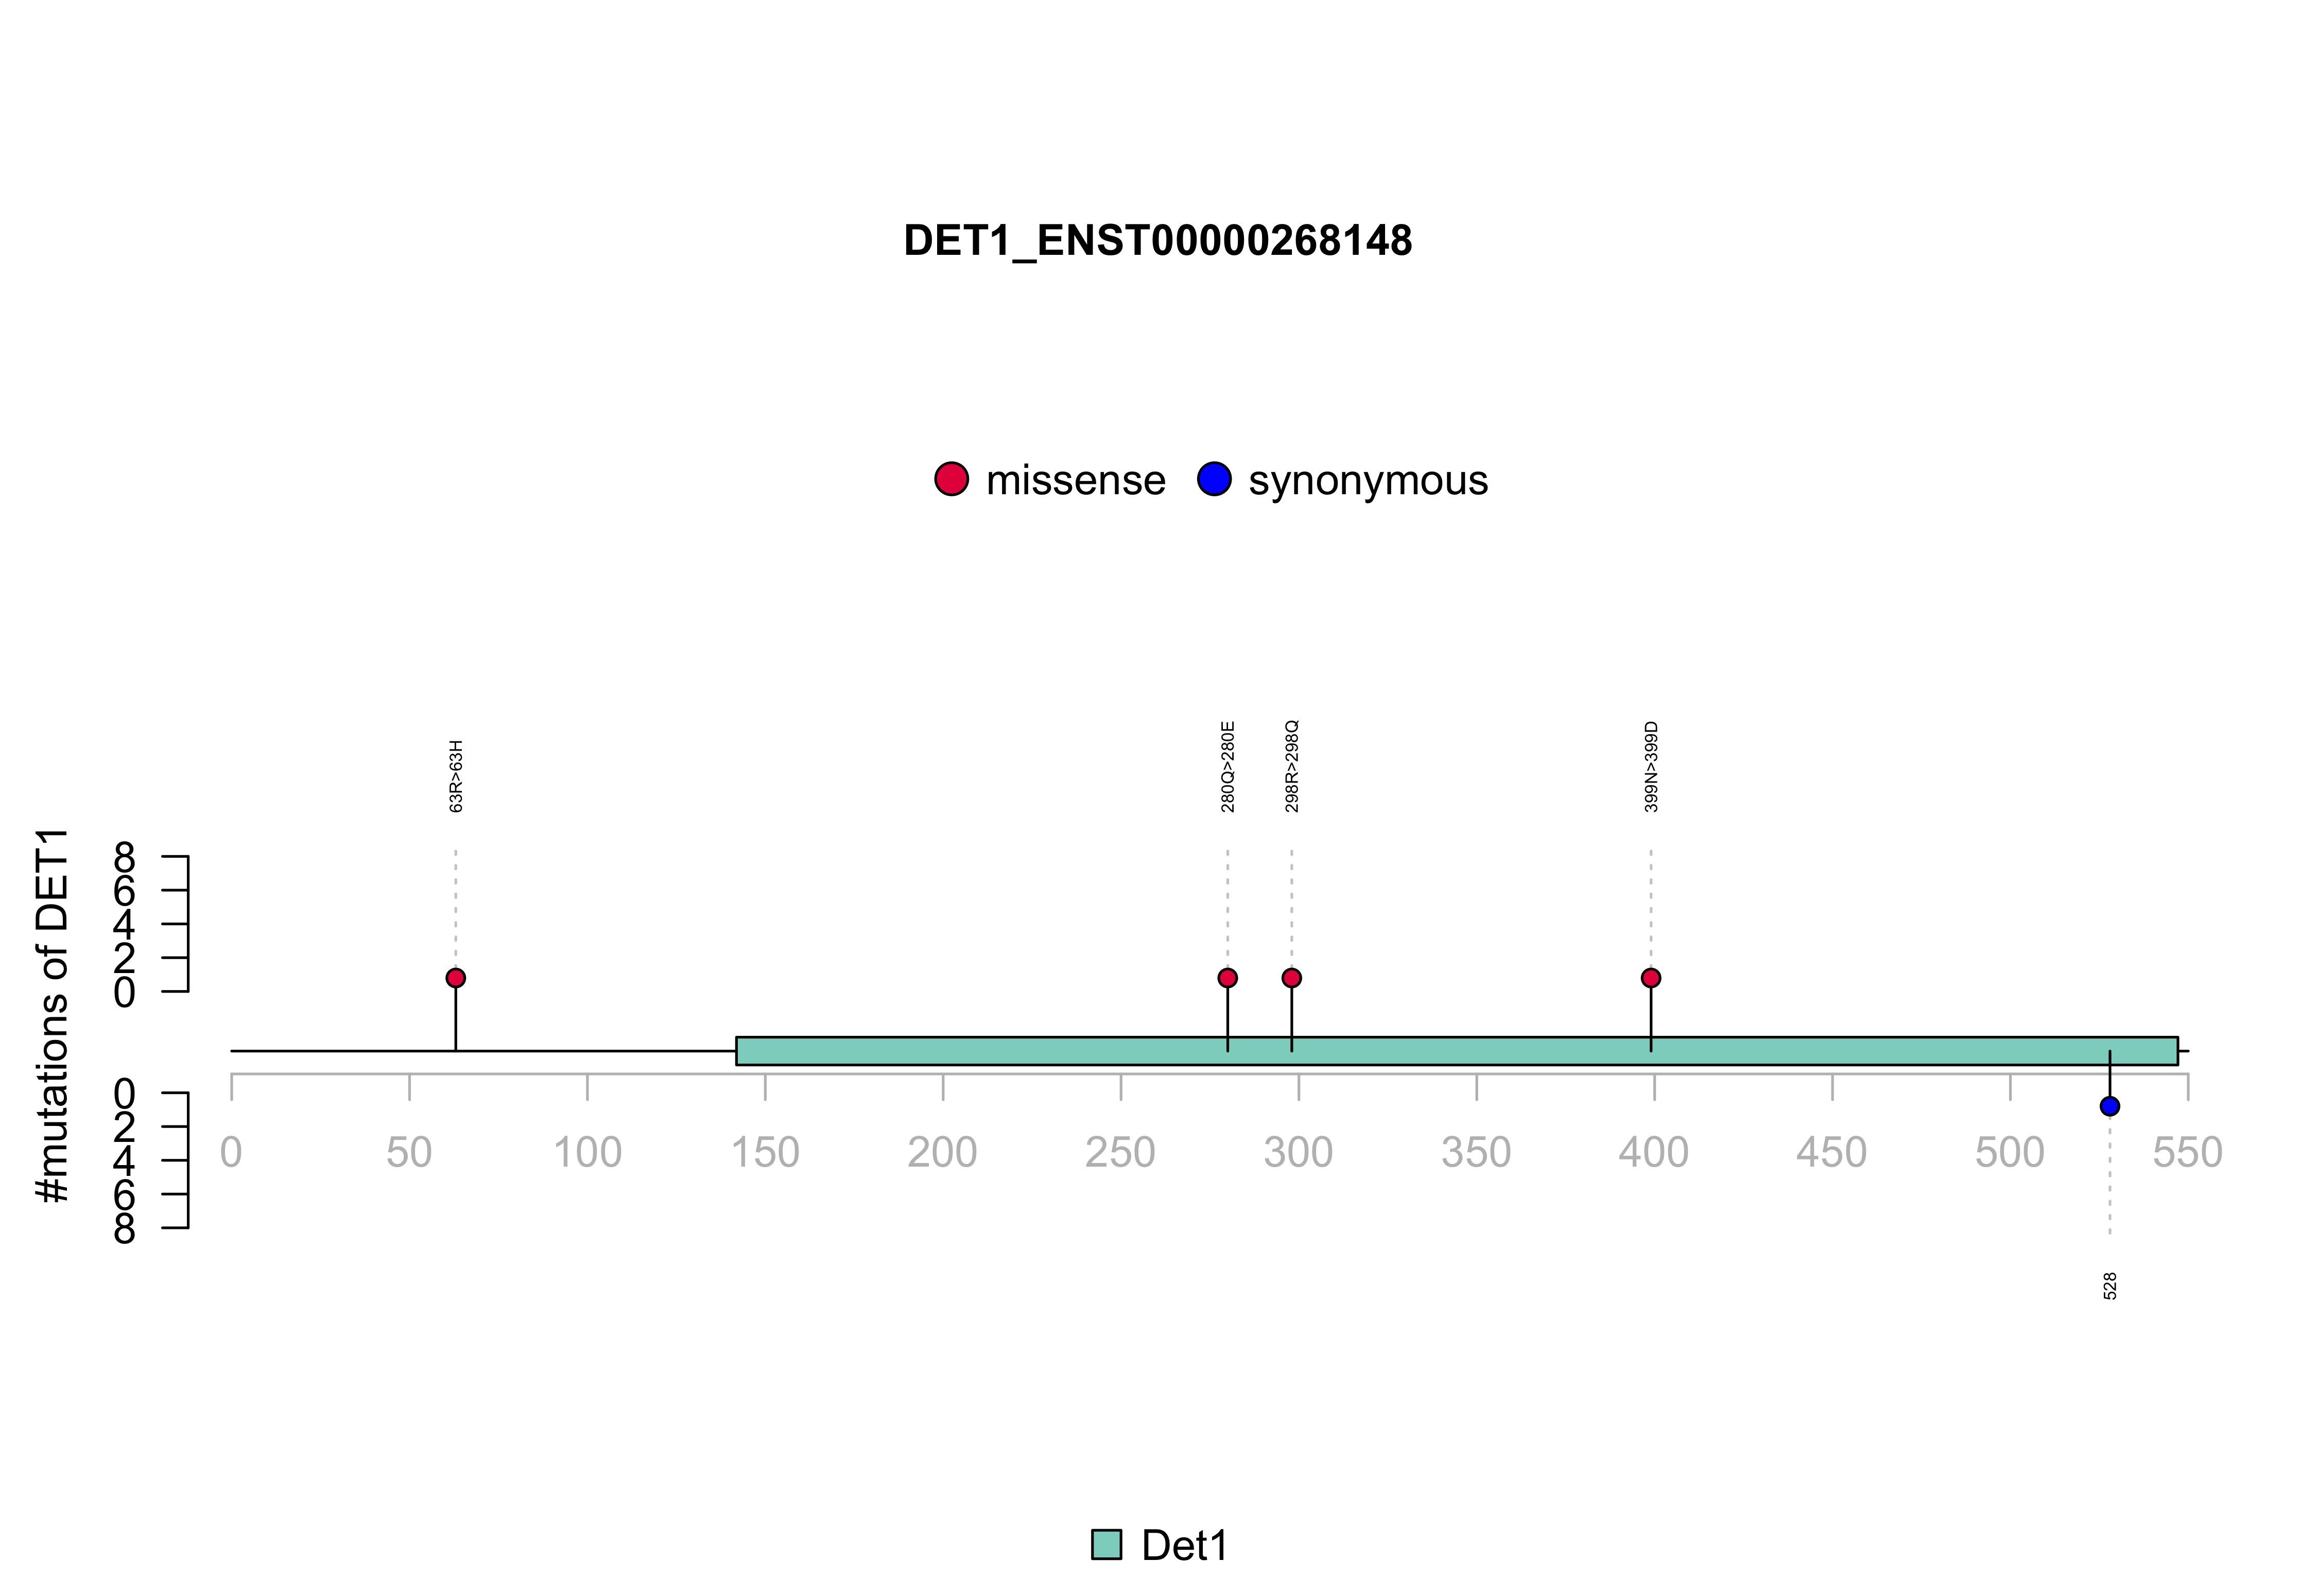 DET1_ENST00000268148
missense synonymous
63R>63H
280Q>280E
298R>298Q
399N>399D
#mutations of DET1
8
6
4
2
0
0
2
4
6
8
0 50 100 150 200 250 300 350 400 450 500 550
528
Det1